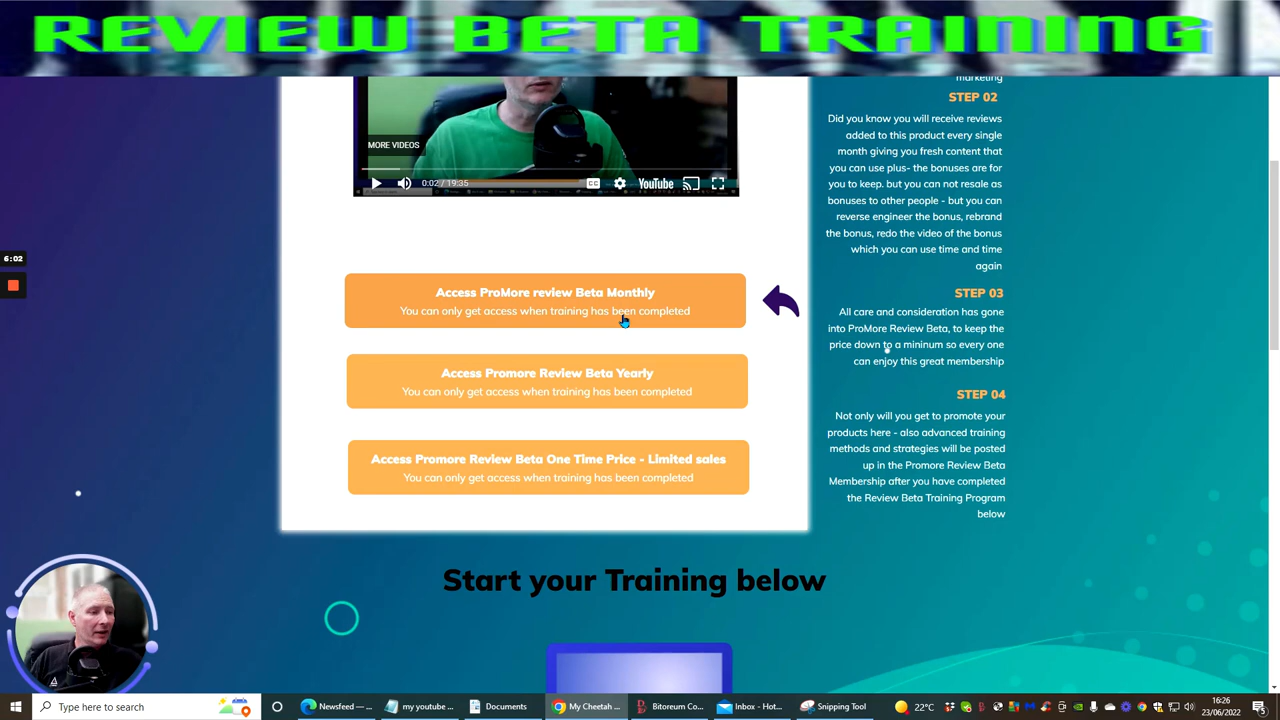 REVIEW BETA TRAINING
marketing
STEP 02
Did you know you will receive reviews
added to this product every single
month giving you fresh content that
you can use plus- the bonuses are for
you to keep. but you can not resale as
bonuses to other people - but you can
reverse engineer the bonus, rebrand
the bonus, redo the video of the bonus
which you can use time and time
again
STEP 03
All care and consideration has gone
into ProMore Review Beta, to keep the
price down to a mininum so every one
can enjoy this great membership
STEP 04
Not only will you get to promote your
products here - also advanced training
methods and strategies will be posted
up in the Promore Review Beta
Membership after you have completed
the Review Beta Training Program
below
MORE VIDEOS
0:02 / 19:35
CC
YouTube
6:02
Access ProMore review Beta Monthly
You can only get access when training has been completed
Access Promore Review Beta Yearly
You can only get access when training has been completed
Access Promore Review Beta One Time Price - Limited sales
You can only get access when training has been completed
Start your Training below
Type here to search
Newsfeed — ...
my youtube ...
Documents
My Cheetah ...
Bitoreum Co...
Inbox - Hot...
Snipping Tool
22°C
16:26
23/06/2022